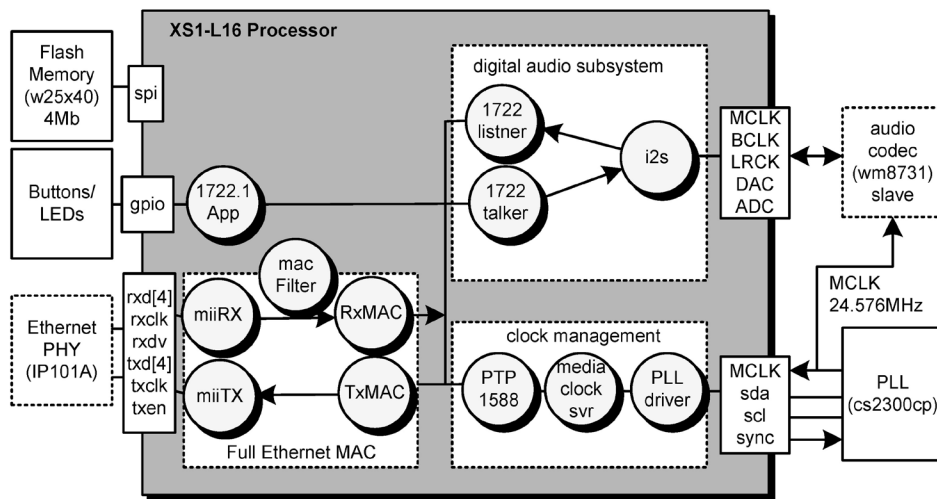 XS1-L16 Processor
Flash
Memory
(w25x40)
4Mb
spi
Buttons/
LEDs
gpio
1722.1
App
Ethernet
PHY
(IP101A)
rxd[4]
rxclk
rxdv
txd[4]
txclk
txen
miiRX
mac
Filter
RxMAC
miiTX
TxMAC
Full Ethernet MAC
digital audio subsystem
1722
listner
1722
talker
i2s
MCLK
BCLK
LRCK
DAC
ADC
audio
codec
(wm8731)
slave
MCLK
24.576MHz
clock management
PTP
1588
media
clock
svr
PLL
driver
MCLK
sda
scl
sync
PLL
(cs2300cp)